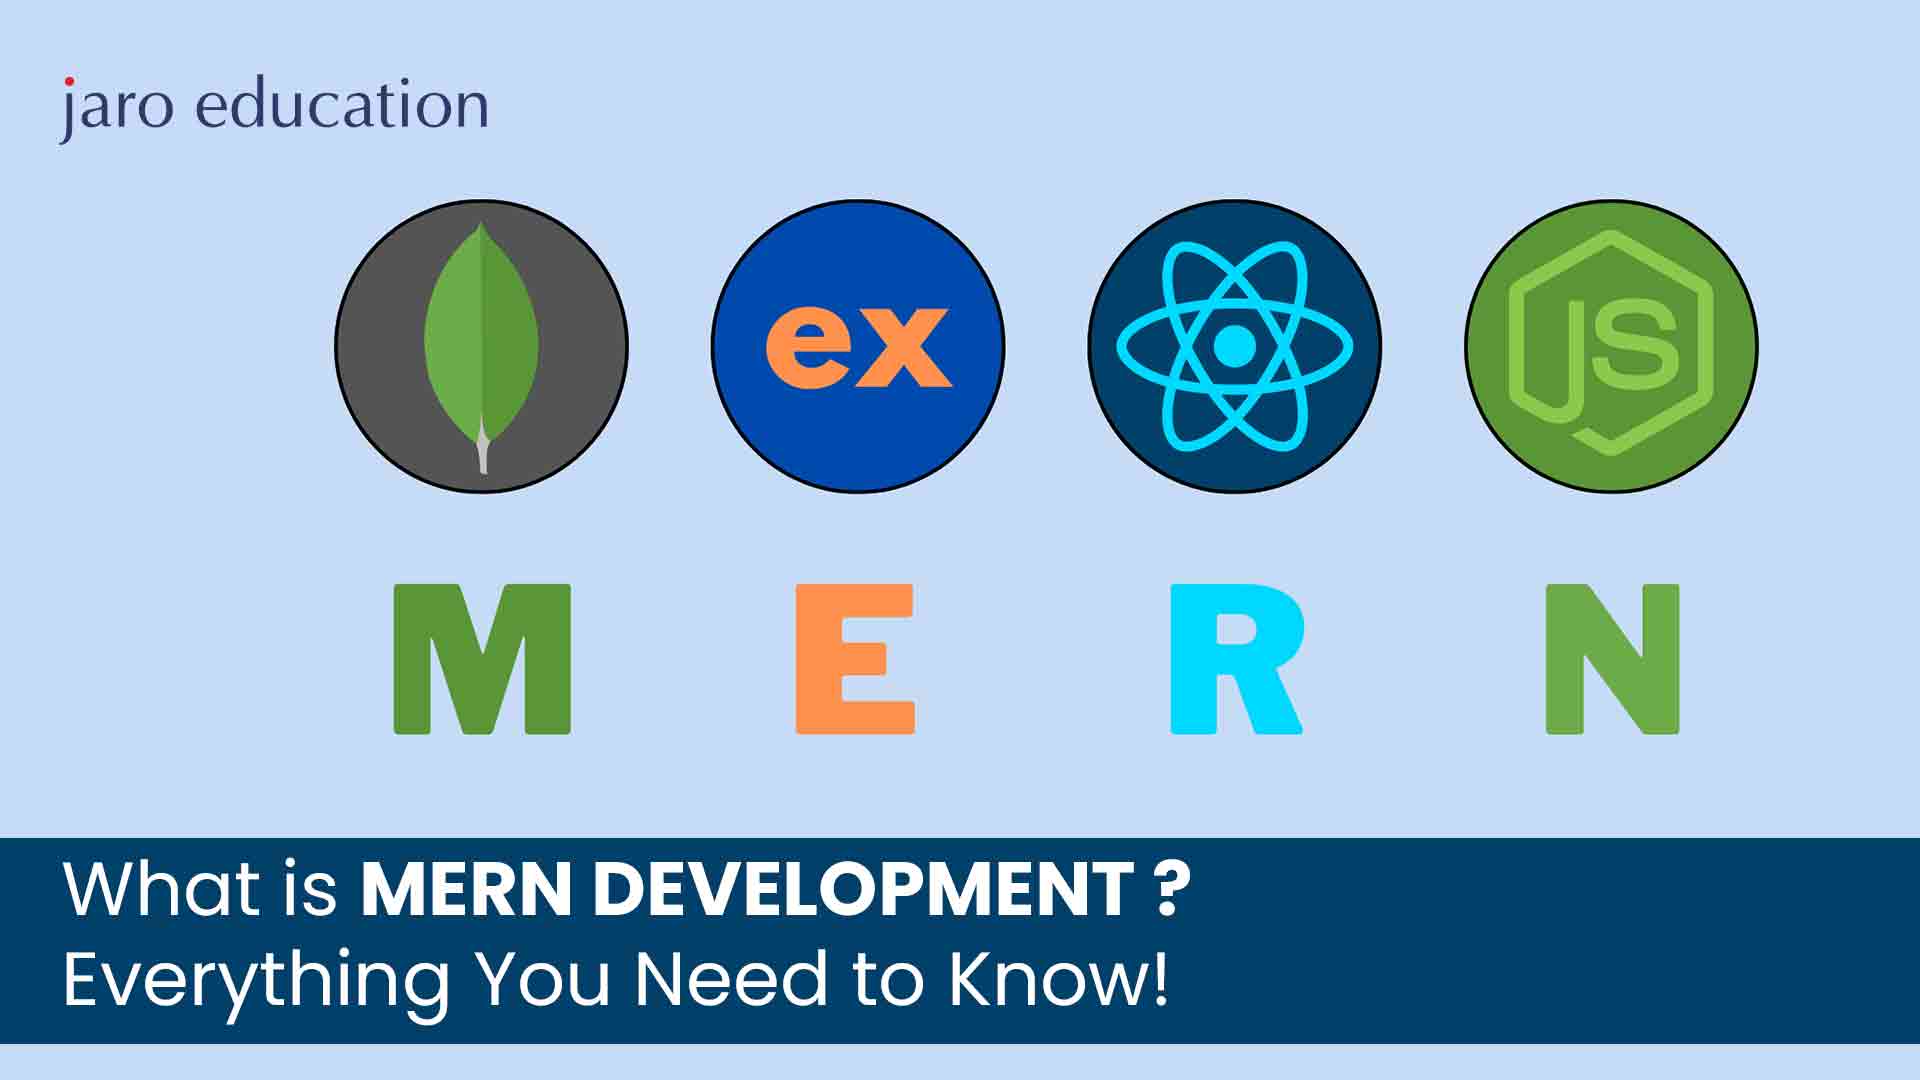 jaro education
ex
JS
M E R N
What is MERN DEVELOPMENT ?
Everything You Need to Know!